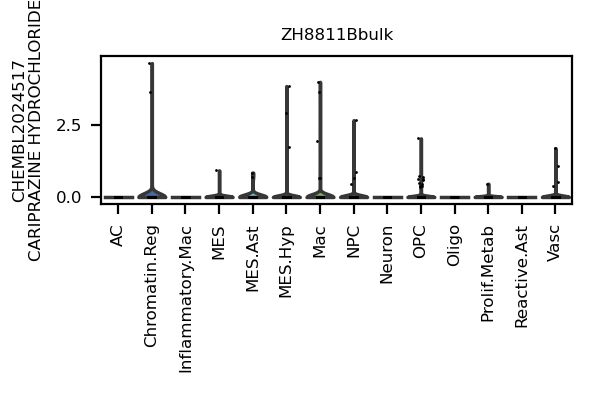 ZH8811Bbulk
CHEMBL2024517
CARIPRAZINE HYDROCHLORIDE
2.5
0.0
AC
Chromatin.Reg
Inflammatory.Mac
MES
MES.Ast
MES.Hyp
Mac
NPC
Neuron
OPC
Oligo
Prolif.Metab
Reactive.Ast
Vasc